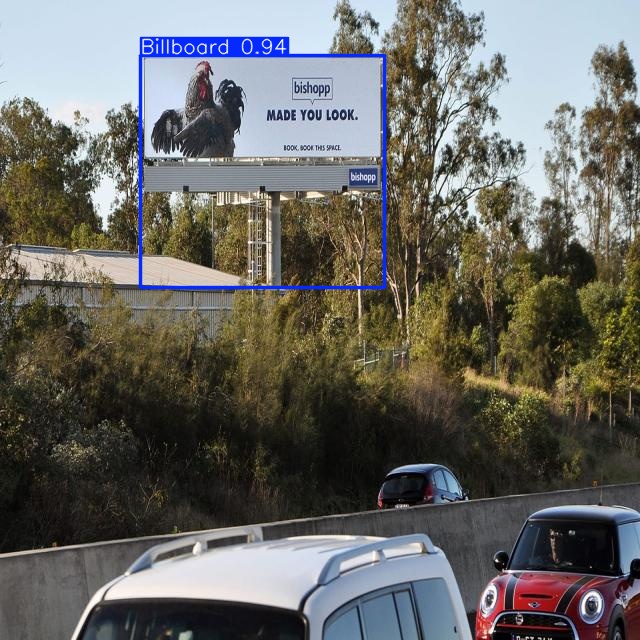 Billboard 0.94
bishopp
MADE YOU LOOK.
BOOK, BOOK THIS SPACE.
bishopp